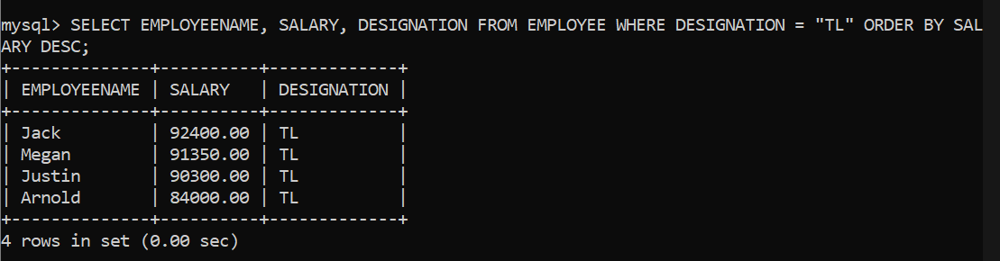 mysql> SELECT EMPLOYEENAME, SALARY, DESIGNATION FROM EMPLOYEE WHERE DESIGNATION = "TL" ORDER BY SAL
ARY DESC;
+--------------+----------+-------------+
| EMPLOYEENAME | SALARY   | DESIGNATION |
+--------------+----------+-------------+
| Jack         | 92400.00 | TL          |
| Megan        | 91350.00 | TL          |
| Justin       | 90300.00 | TL          |
| Arnold       | 84000.00 | TL          |
+--------------+----------+-------------+
4 rows in set (0.00 sec)